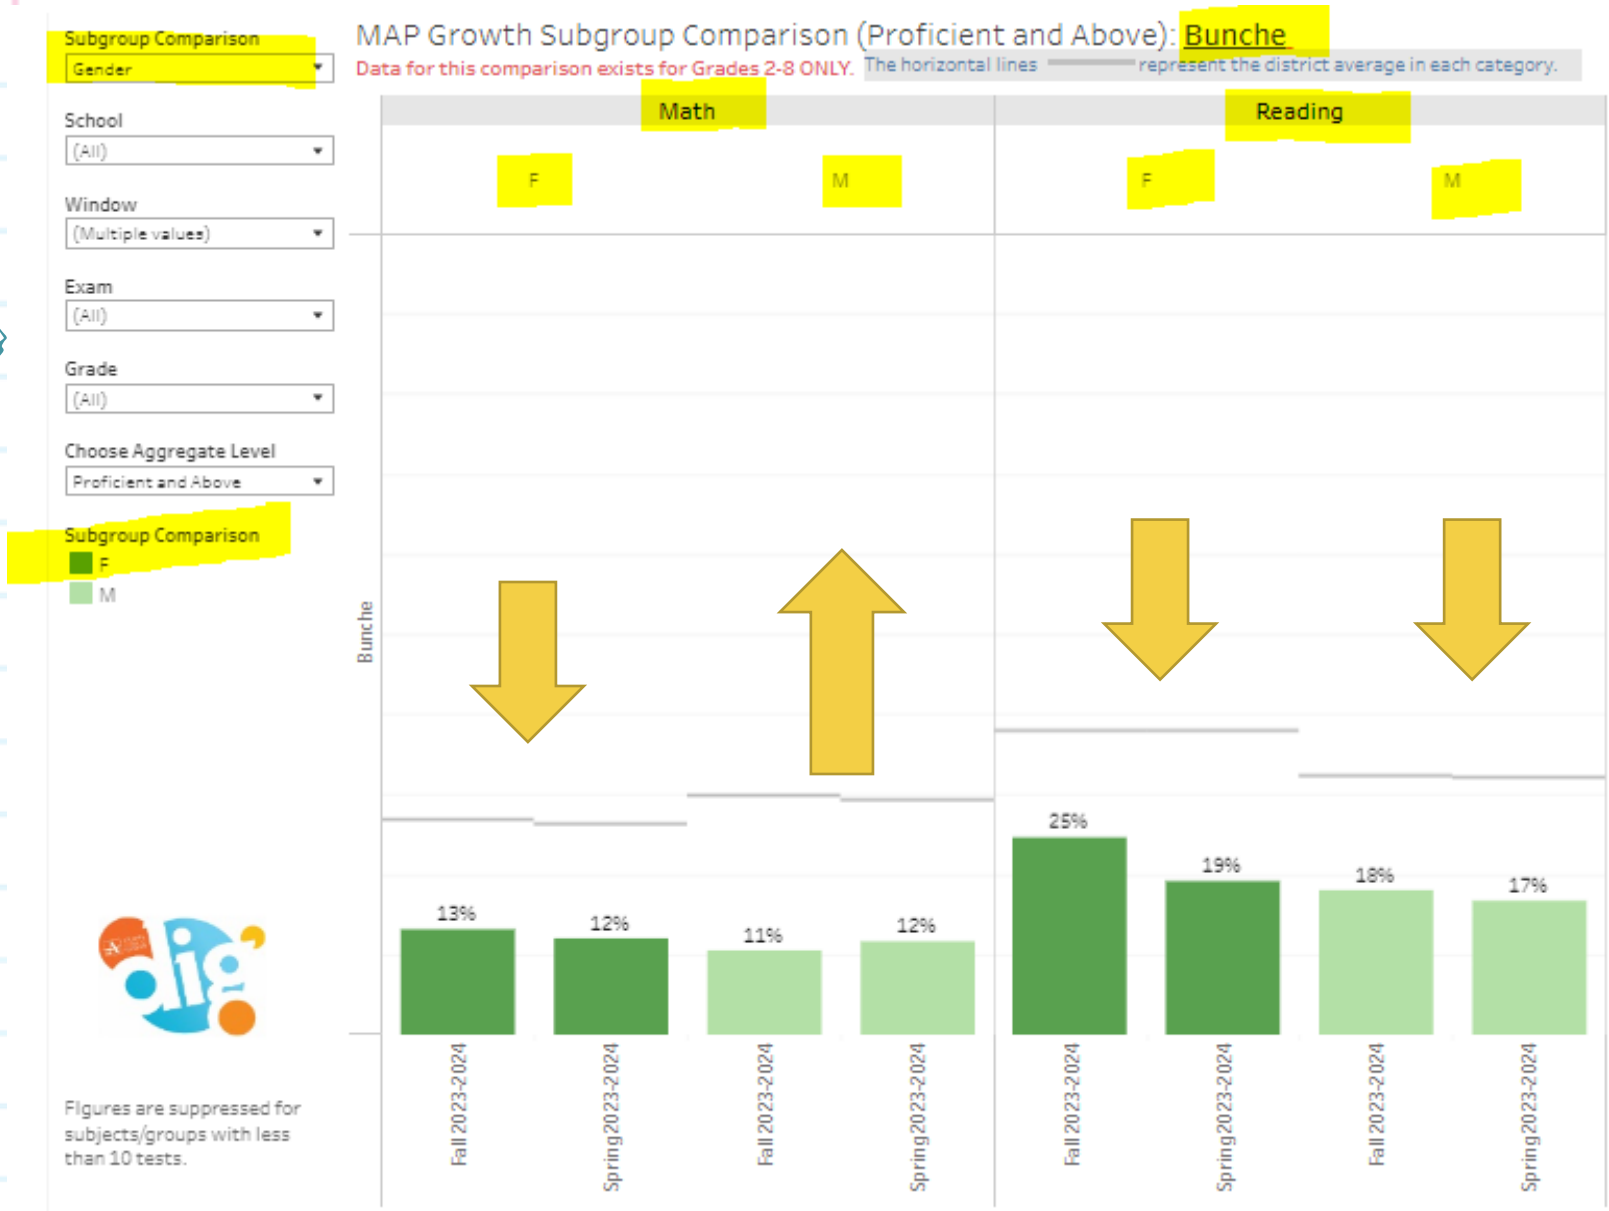 Subgroup Comparison
Gender
School
(All)
Window
(Multiple values)
Exam
(All)
Grade
(All)
Choose Aggregate Level
Proficient and Above
Subgroup Comparison
F
M
dig
Figures are suppressed for
subjects/groups with less
than 10 tests.
MAP Growth Subgroup Comparison (Proficient and Above): Bunche
Data for this comparison exists for Grades 2-8 ONLY.
The horizontal lines represent the district average in each category.
Math
Reading
F
M
F
M
Bunche
13%
12%
11%
12%
25%
19%
18%
17%
Fall 2023-2024
Spring 2023-2024
Fall 2023-2024
Spring 2023-2024
Fall 2023-2024
Spring 2023-2024
Fall 2023-2024
Spring 2023-2024